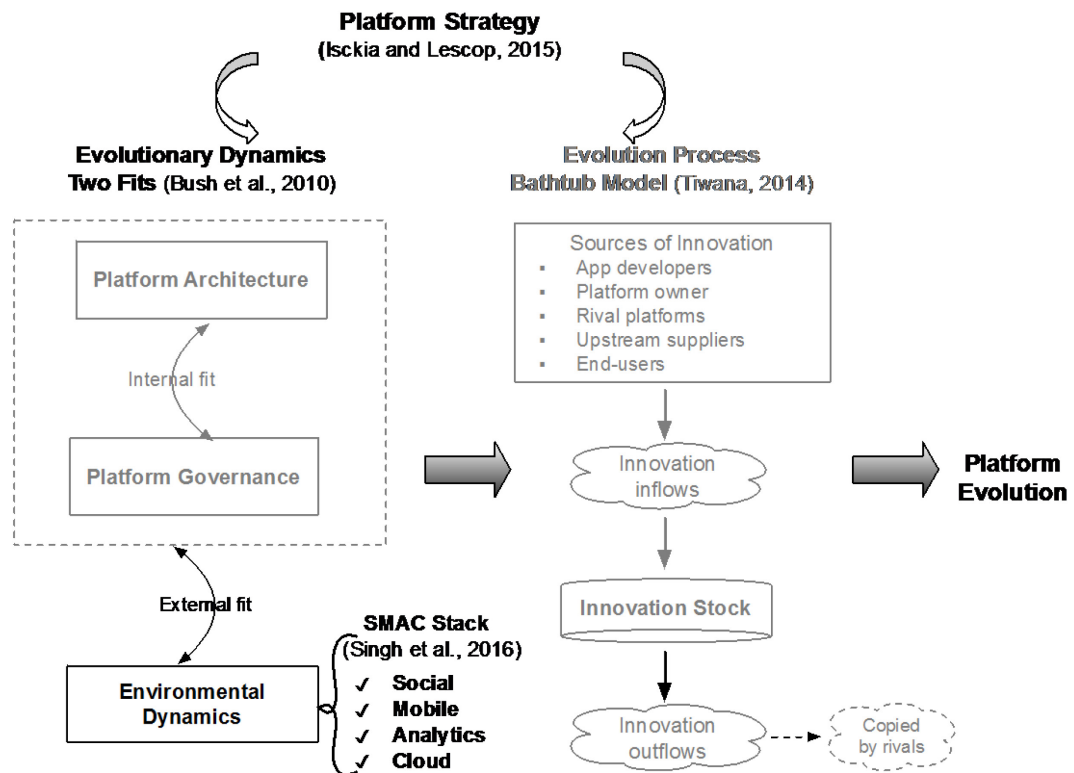 Platform Strategy
(Isckia and Lescop, 2015)
Evolutionary Dynamics
Two Fits (Bush et al., 2010)
Platform Architecture
Internal fit
Platform Governance
External fit
Environmental
Dynamics
SMAC Stack
(Singh et al., 2016)
✓ Social
✓ Mobile
✓ Analytics
✓ Cloud
Evolution Process
Bathtub Model (Tiwana, 2014)
Sources of Innovation
▪ App developers
▪ Platform owner
▪ Rival platforms
▪ Upstream suppliers
▪ End-users
Innovation
inflows
Innovation Stock
Innovation
outflows
Copied
by rivals
Platform
Evolution